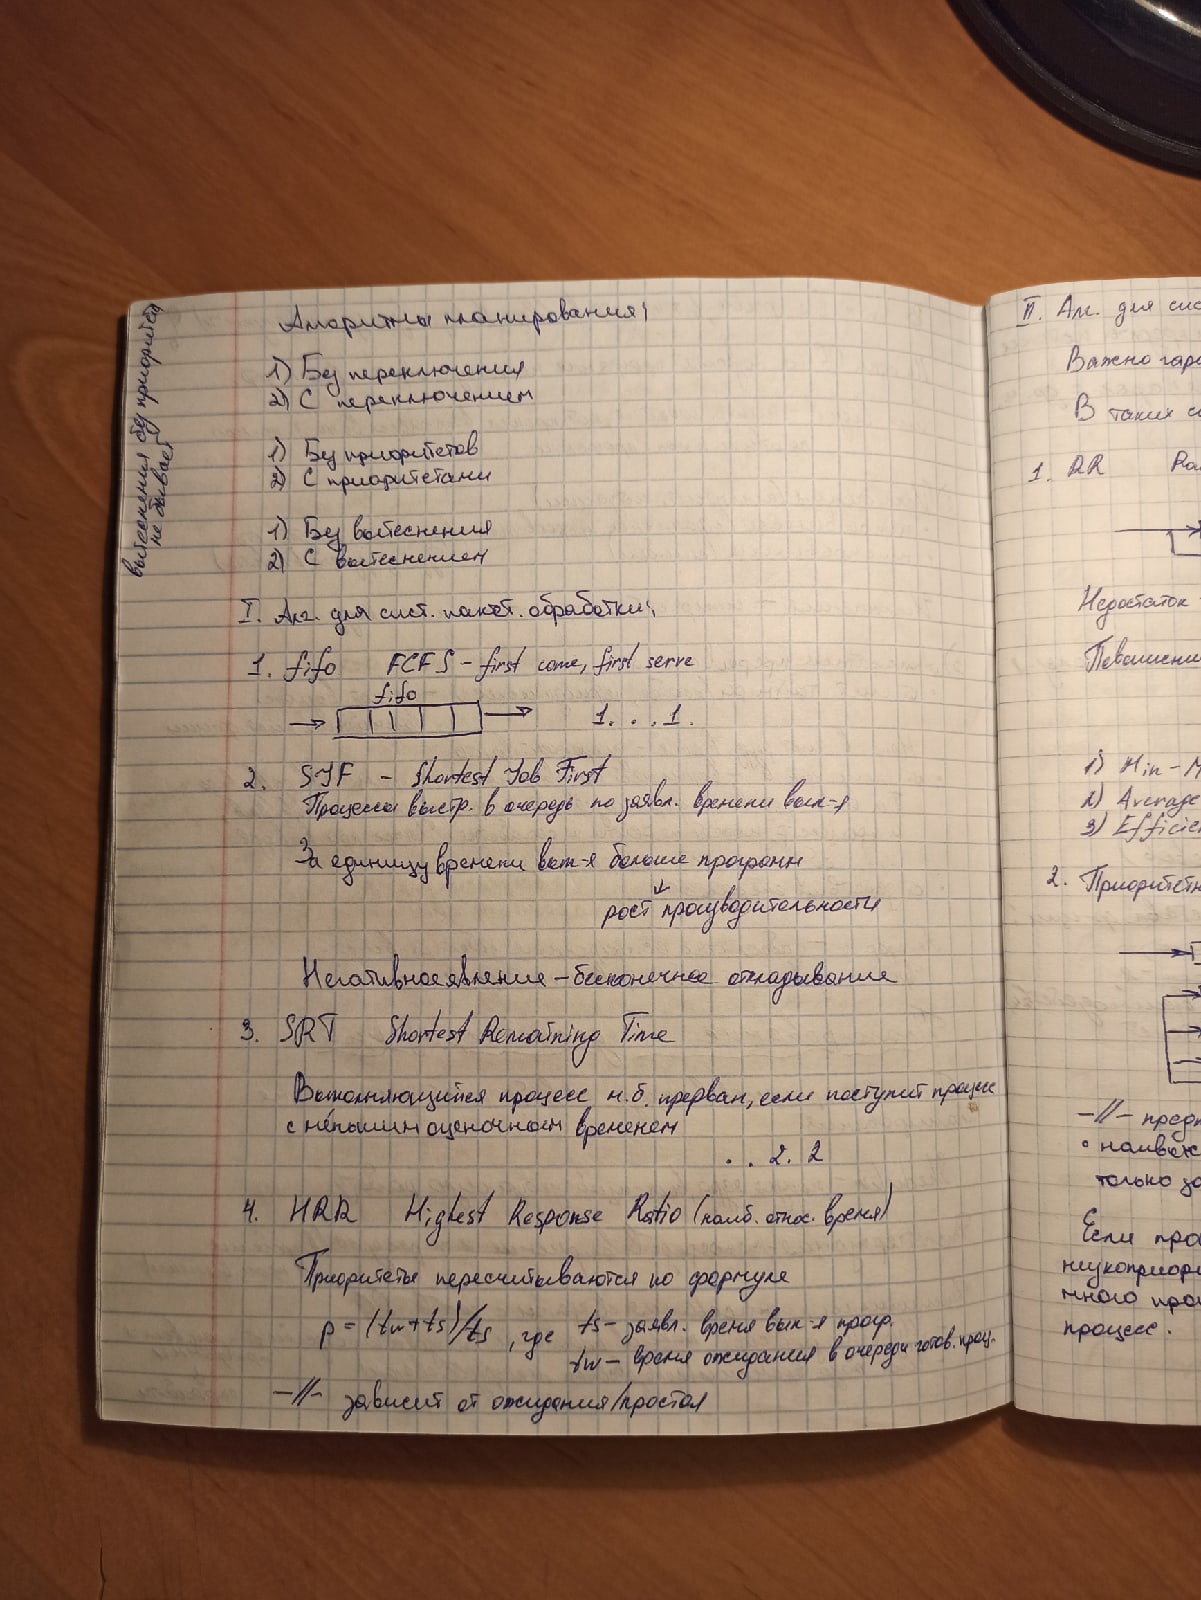 вытеснения без приоритета
не бывает
Алгоритмы планирования:
1) Без переключения
2) С переключением
1) Без приоритетов
2) С приоритетами
1) Без вытеснения
2) С вытеснением
I. Алг. для сист. пакет. обработки:
1. fifo FCFS – first come, first serve
fifo
1 . . . 1 .
2. SJF – Shortest Job First
Процессы выстр. в очередь по заявл. времени вып-я
За единицу времени вып-я больше программ
рост производительности
Негативное явление – бесконечное откладывание
3. SRT Shortest Remaining Time
Выполняющийся процесс м.б. прерван, если поступит процесс
с меньшим оценочным временем
. . 2. 2
4. HRR Highest Response Ratio (наиб. относ. время)
Приоритеты пересчитываются по формуле
p = (tw + ts)/ts , где ts – заявл. время вып-я прогр.
tw – время ожидания в очереди готов. проц.
–//– зависит от ожидания/простоя
II. Алг. для сис
Важно гара
В таких с
1. RR Ro
Недостаток
Повышени
1) Min-M
2) Average
3) Efficien
2. Приоритетн
–//– предп
наивыс
только за
Если про
низкоприори
много про
процесс.